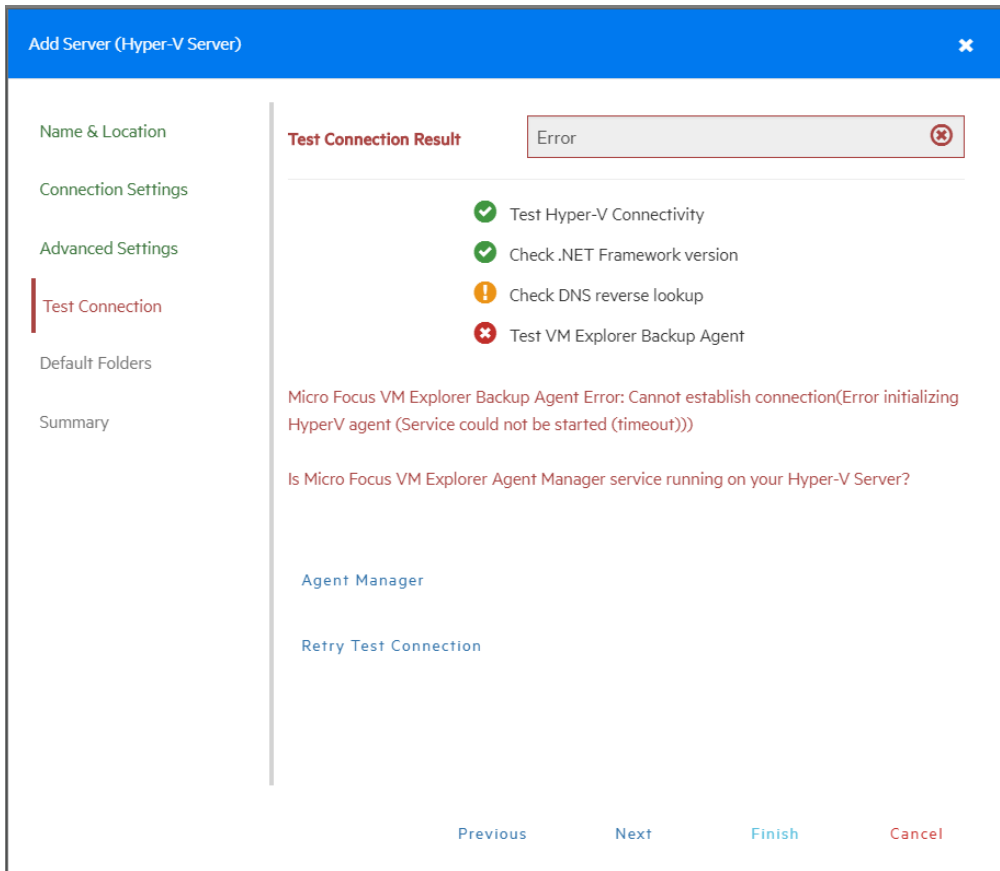 Add Server (Hyper-V Server)
Name & Location
Connection Settings
Advanced Settings
Test Connection
Default Folders
Summary
Test Connection Result
Error
Test Hyper-V Connectivity
Check .NET Framework version
Check DNS reverse lookup
Test VM Explorer Backup Agent
Micro Focus VM Explorer Backup Agent Error: Cannot establish connection(Error initializing
HyperV agent (Service could not be started (timeout)))
Is Micro Focus VM Explorer Agent Manager service running on your Hyper-V Server?
Agent Manager
Retry Test Connection
Previous
Next
Finish
Cancel